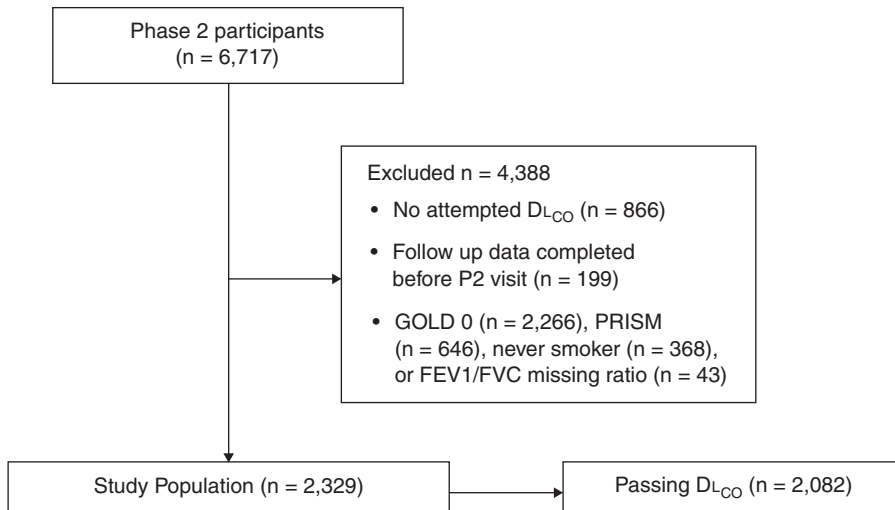 Phase 2 participants
(n = 6,717)
Excluded n = 4,388
• No attempted DLCO (n = 866)
• Follow up data completed
before P2 visit (n = 199)
• GOLD 0 (n = 2,266), PRISM
(n = 646), never smoker (n = 368),
or FEV1/FVC missing ratio (n = 43)
Study Population (n = 2,329)
Passing DLCO (n = 2,082)